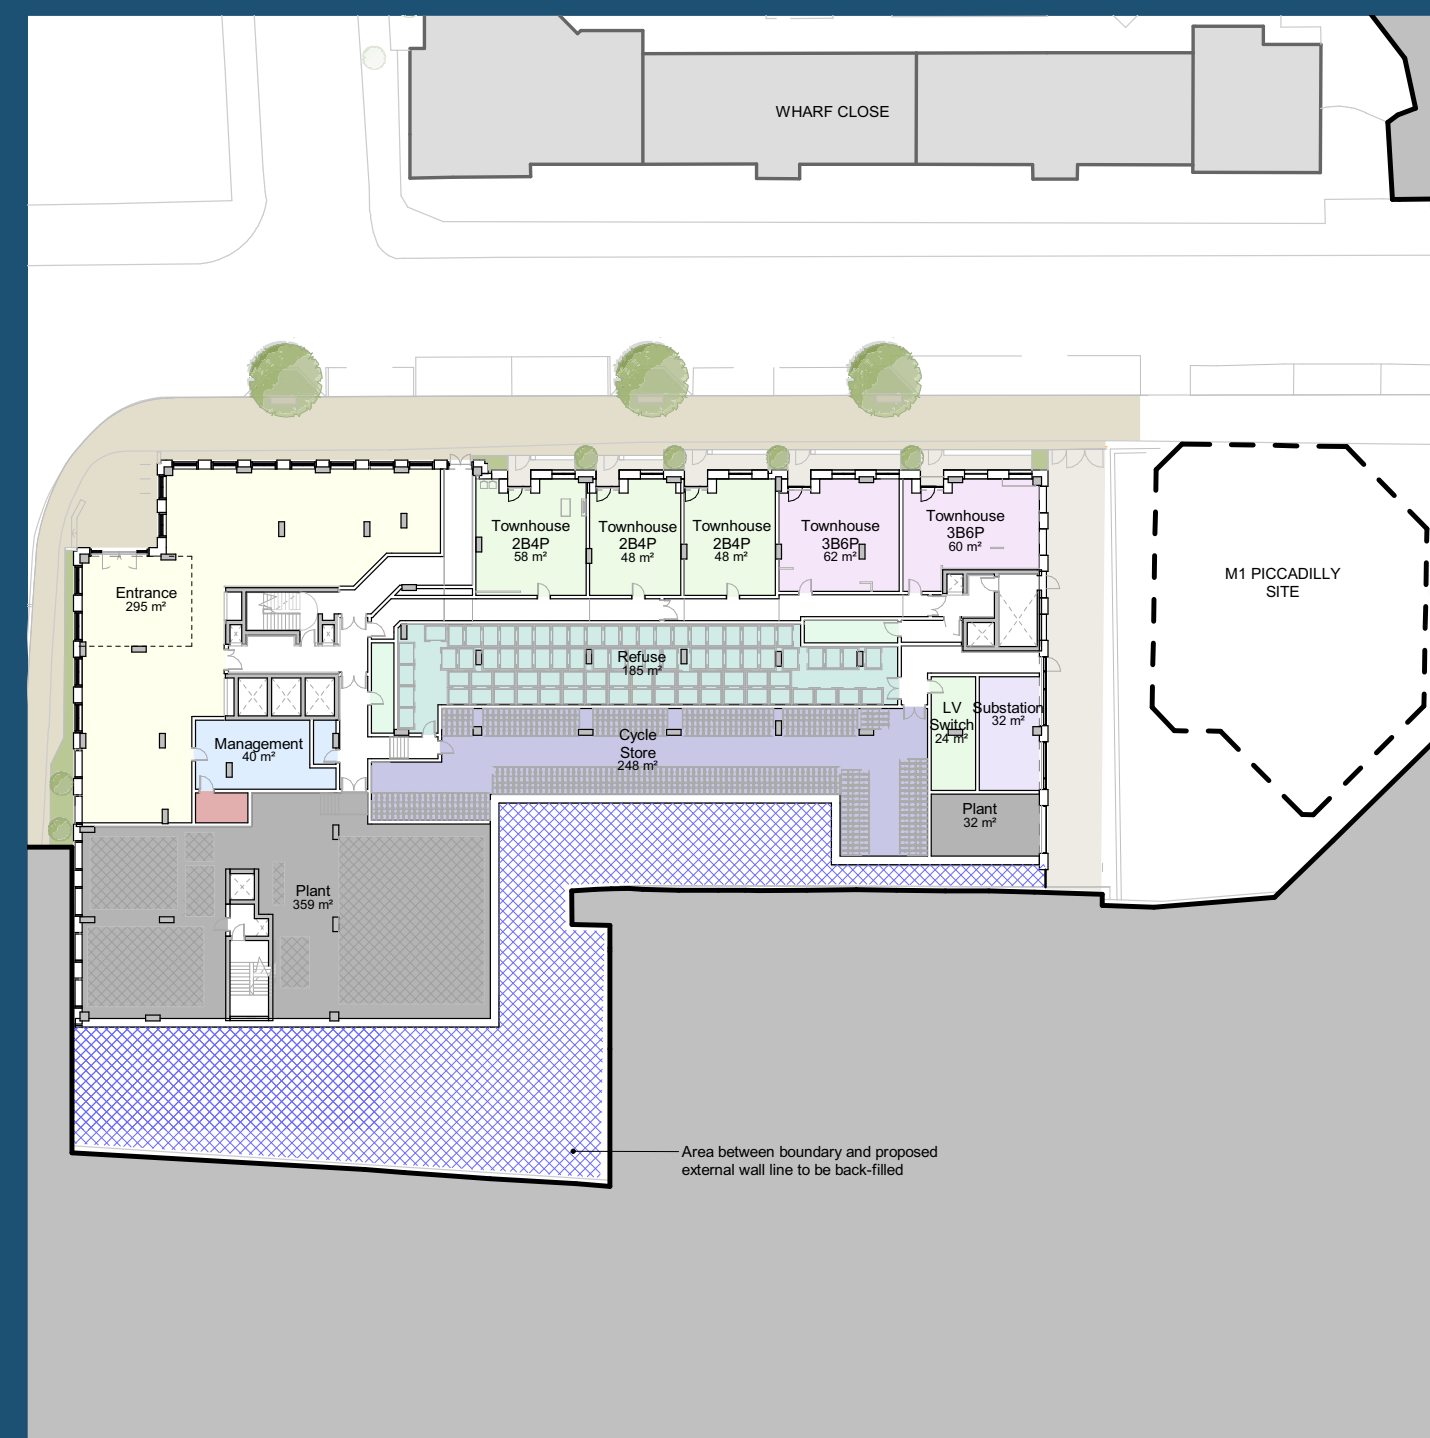 WHARF CLOSE
Townhouse
2B4P
58 m²
Townhouse
2B4P
48 m²
Townhouse
2B4P
48 m²
Townhouse
3B6P
62 m²
Townhouse
3B6P
60 m²
M1 PICCADILLY
SITE
Entrance
295 m²
Refuse
185 m²
LV
Switch
24 m²
Substation
32 m²
Management
40 m²
Cycle
Store
248 m²
Plant
32 m²
Plant
359 m²
Area between boundary and proposed
external wall line to be back-filled